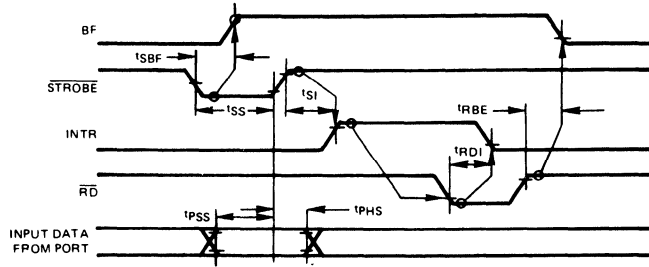 BF
tSBF
STROBE
tSS
tSI
tRBE
INTR
tRDI
RD
tPSS
tPHS
INPUT DATA
FROM PORT